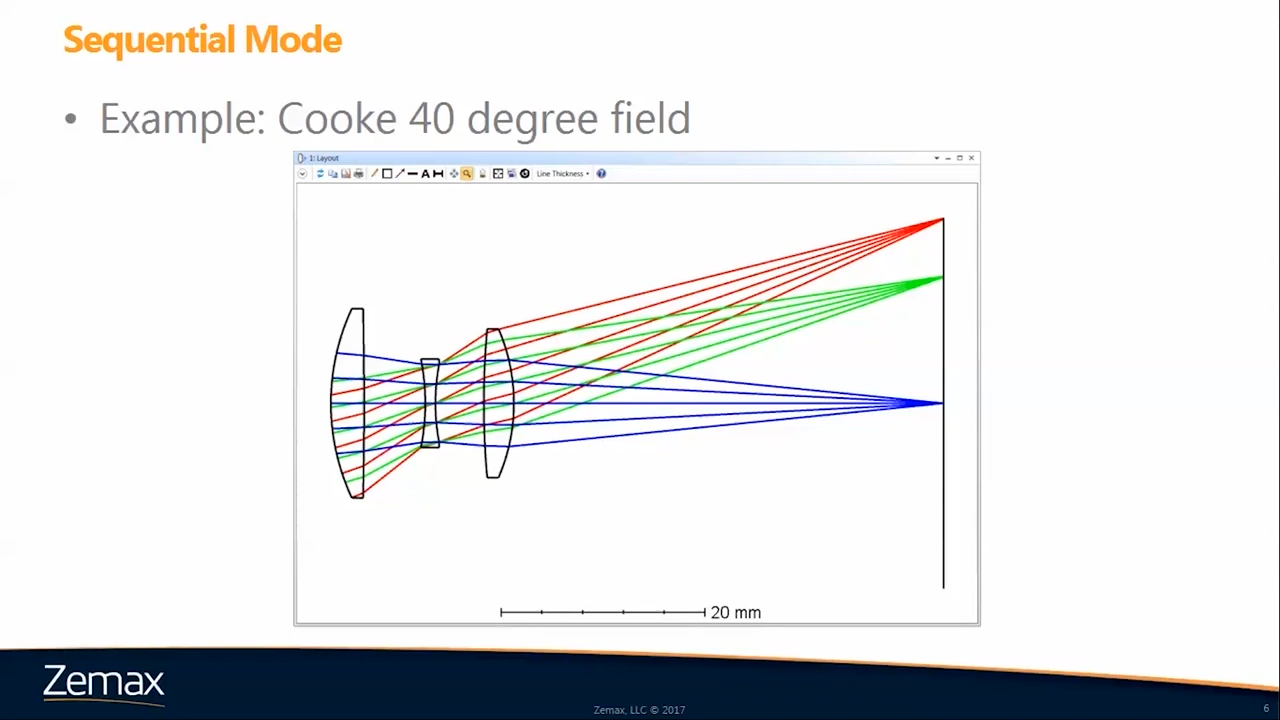 Sequential Mode
• Example: Cooke 40 degree field
1: Layout
A
Line Thickness
20 mm
Zemax
Zemax, LLC © 2017
6